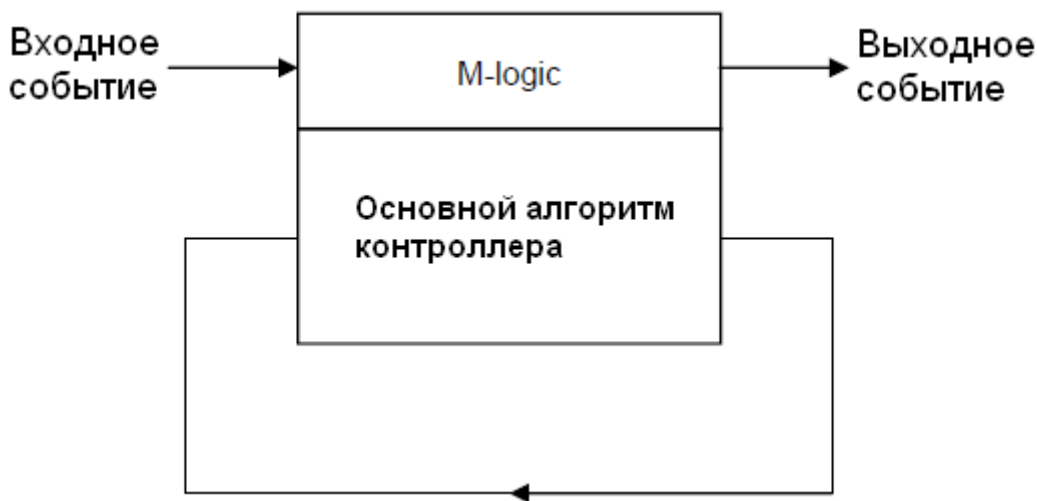 Входное
событие
M-logic
Выходное
событие
Основной алгоритм
контроллера